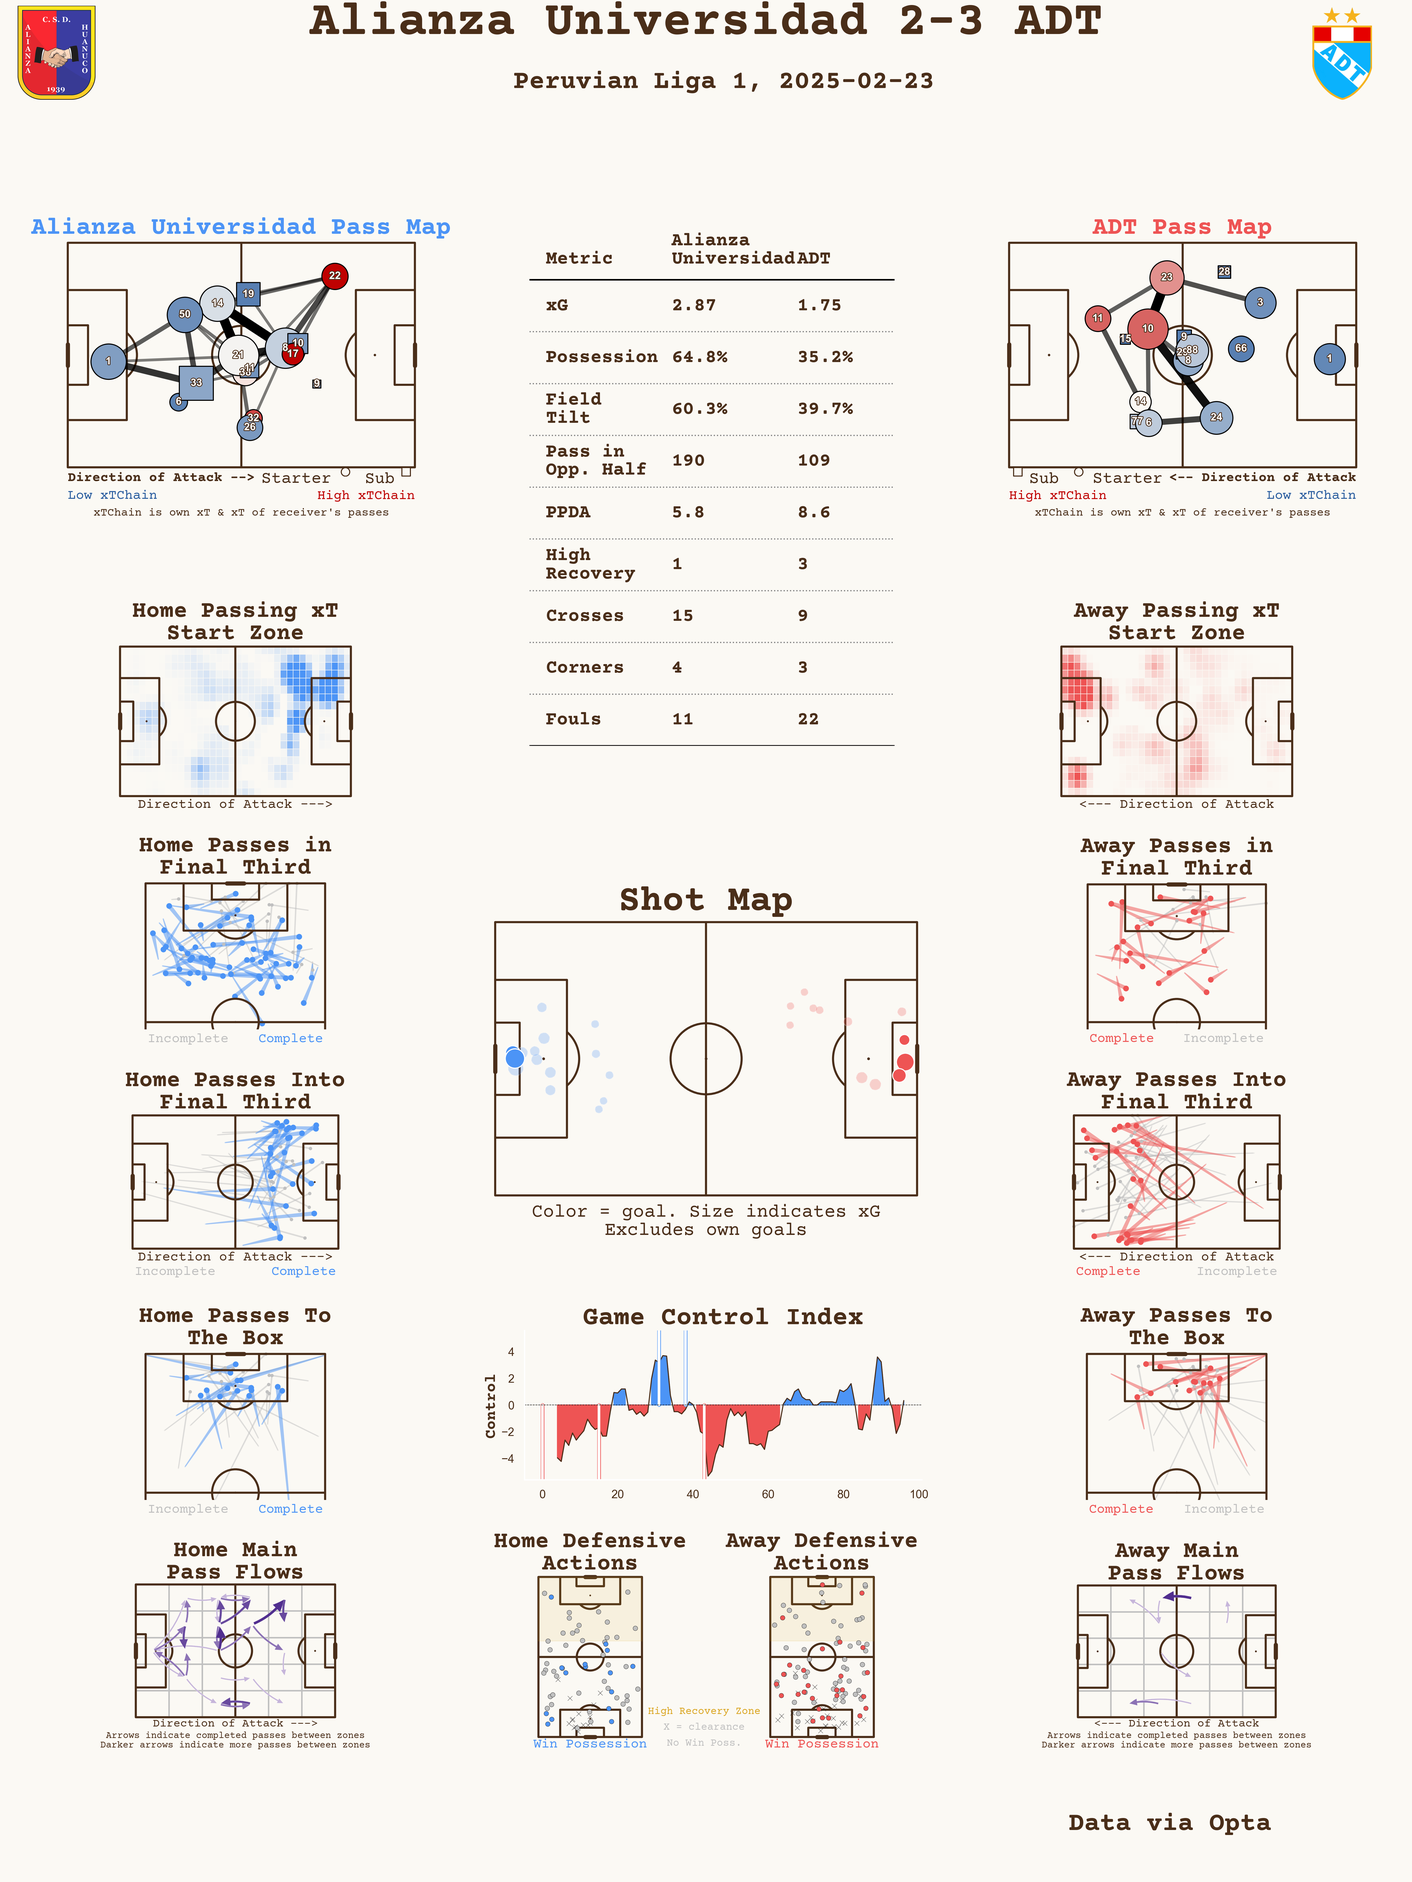 Alianza Universidad 2-3 ADT
Peruvian Liga 1, 2025-02-23
C. S. D.
ALIANZA
HUANUCO
1939
ADT
Alianza Universidad Pass Map
1
50
14
19
22
33
6
21
8
10
17
11
9
32
26
Direction of Attack --> Starter Sub
Low xTChain High xTChain
xTChain is own xT & xT of receiver's passes
Metric Alianza Universidad ADT
xG 2.87 1.75
Possession 64.8% 35.2%
Field Tilt 60.3% 39.7%
Pass in Opp. Half 190 109
PPDA 5.8 8.6
High Recovery 1 3
Crosses 15 9
Corners 4 3
Fouls 11 22
ADT Pass Map
23
28
3
11
10
15
9
29
88
8
66
1
14
77
6
24
Sub Starter <-- Direction of Attack
High xTChain Low xTChain
xTChain is own xT & xT of receiver's passes
Home Passing xT
Start Zone
Direction of Attack --->
Away Passing xT
Start Zone
<--- Direction of Attack
Home Passes in
Final Third
Incomplete Complete
Away Passes in
Final Third
Complete Incomplete
Shot Map
Color = goal. Size indicates xG
Excludes own goals
Home Passes Into
Final Third
Direction of Attack --->
Incomplete Complete
Away Passes Into
Final Third
<--- Direction of Attack
Complete Incomplete
Home Passes To
The Box
Incomplete Complete
Game Control Index
Control
4
2
0
−2
−4
0 20 40 60 80 100
Away Passes To
The Box
Complete Incomplete
Home Main
Pass Flows
Direction of Attack --->
Arrows indicate completed passes between zones
Darker arrows indicate more passes between zones
Home Defensive
Actions
Win Possession
High Recovery Zone
X = clearance
No Win Poss.
Away Defensive
Actions
Win Possession
Away Main
Pass Flows
<--- Direction of Attack
Arrows indicate completed passes between zones
Darker arrows indicate more passes between zones
Data via Opta